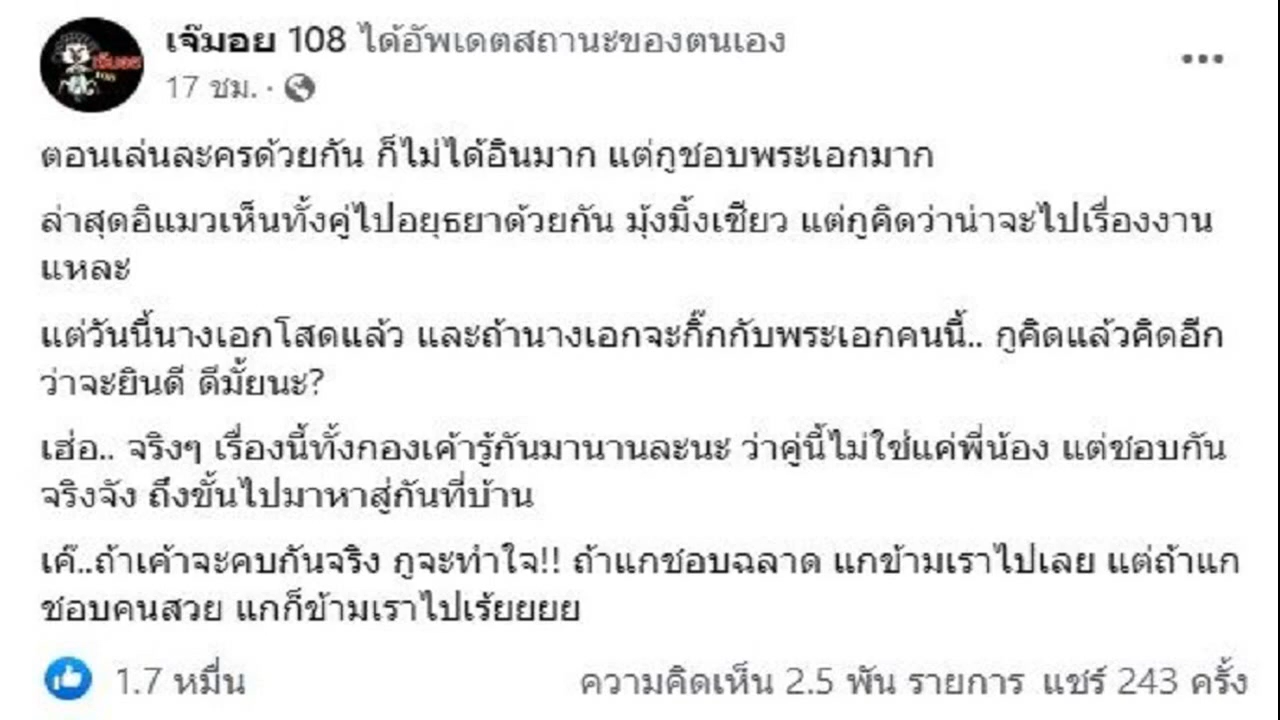 เจ๊มอย 108 ได้อัพเดตสถานะของตนเอง
17 ชม. ·
ตอนเล่นละครด้วยกัน ก็ไม่ได้อินมาก แต่กูชอบพระเอกมาก
ล่าสุดอิแมวเห็นทั้งคู่ไปอยุธยาด้วยกัน มุ้งมิ้งเชียว แต่กูคิดว่าน่าจะไปเรื่องงาน
แหละ
แต่วันนี้นางเอกโสดแล้ว และถ้านางเอกจะกิ๊กกับพระเอกคนนี้.. กูคิดแล้วคิดอีก
ว่าจะยินดี ดีมั้ยนะ?
เฮ่อ.. จริงๆ เรื่องนี้ทั้งกองเค้ารู้กันมานานละนะ ว่าคู่นี้ไม่ใช่แค่พี่น้อง แต่ชอบกัน
จริงจัง ถึงขั้นไปมาหาสู่กันที่บ้าน
เค๊..ถ้าเค้าจะคบกันจริง กูจะทำใจ!! ถ้าแกชอบฉลาด แกข้ามเราไปเลย แต่ถ้าแก
ชอบคนสวย แกก็ข้ามเราไปเร้ยยยย
1.7 หมื่น
ความคิดเห็น 2.5 พัน รายการ แชร์ 243 ครั้ง